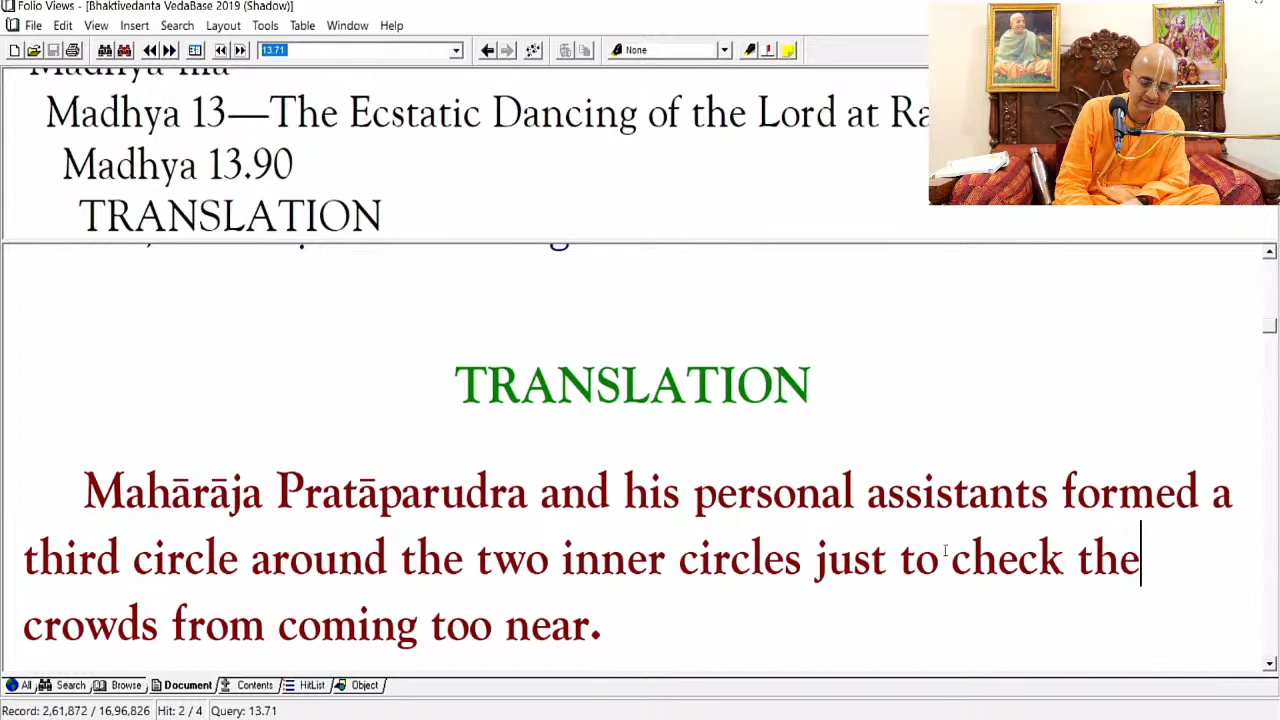 Folio Views - [Bhaktivedanta VedaBase 2019 (Shadow)]
File Edit View Insert Search Layout Tools Table Window Help
13.71 None
Madhya 13—The Ecstatic Dancing of the Lord at Ra
Madhya 13.90
TRANSLATION
TRANSLATION
Mahārāja Pratāparudra and his personal assistants formed a
third circle around the two inner circles just to check the
crowds from coming too near.
All Search Browse Document Contents HitList Object
Record: 2,61,872 / 16,96,826 Hit: 2 / 4 Query: 13.71